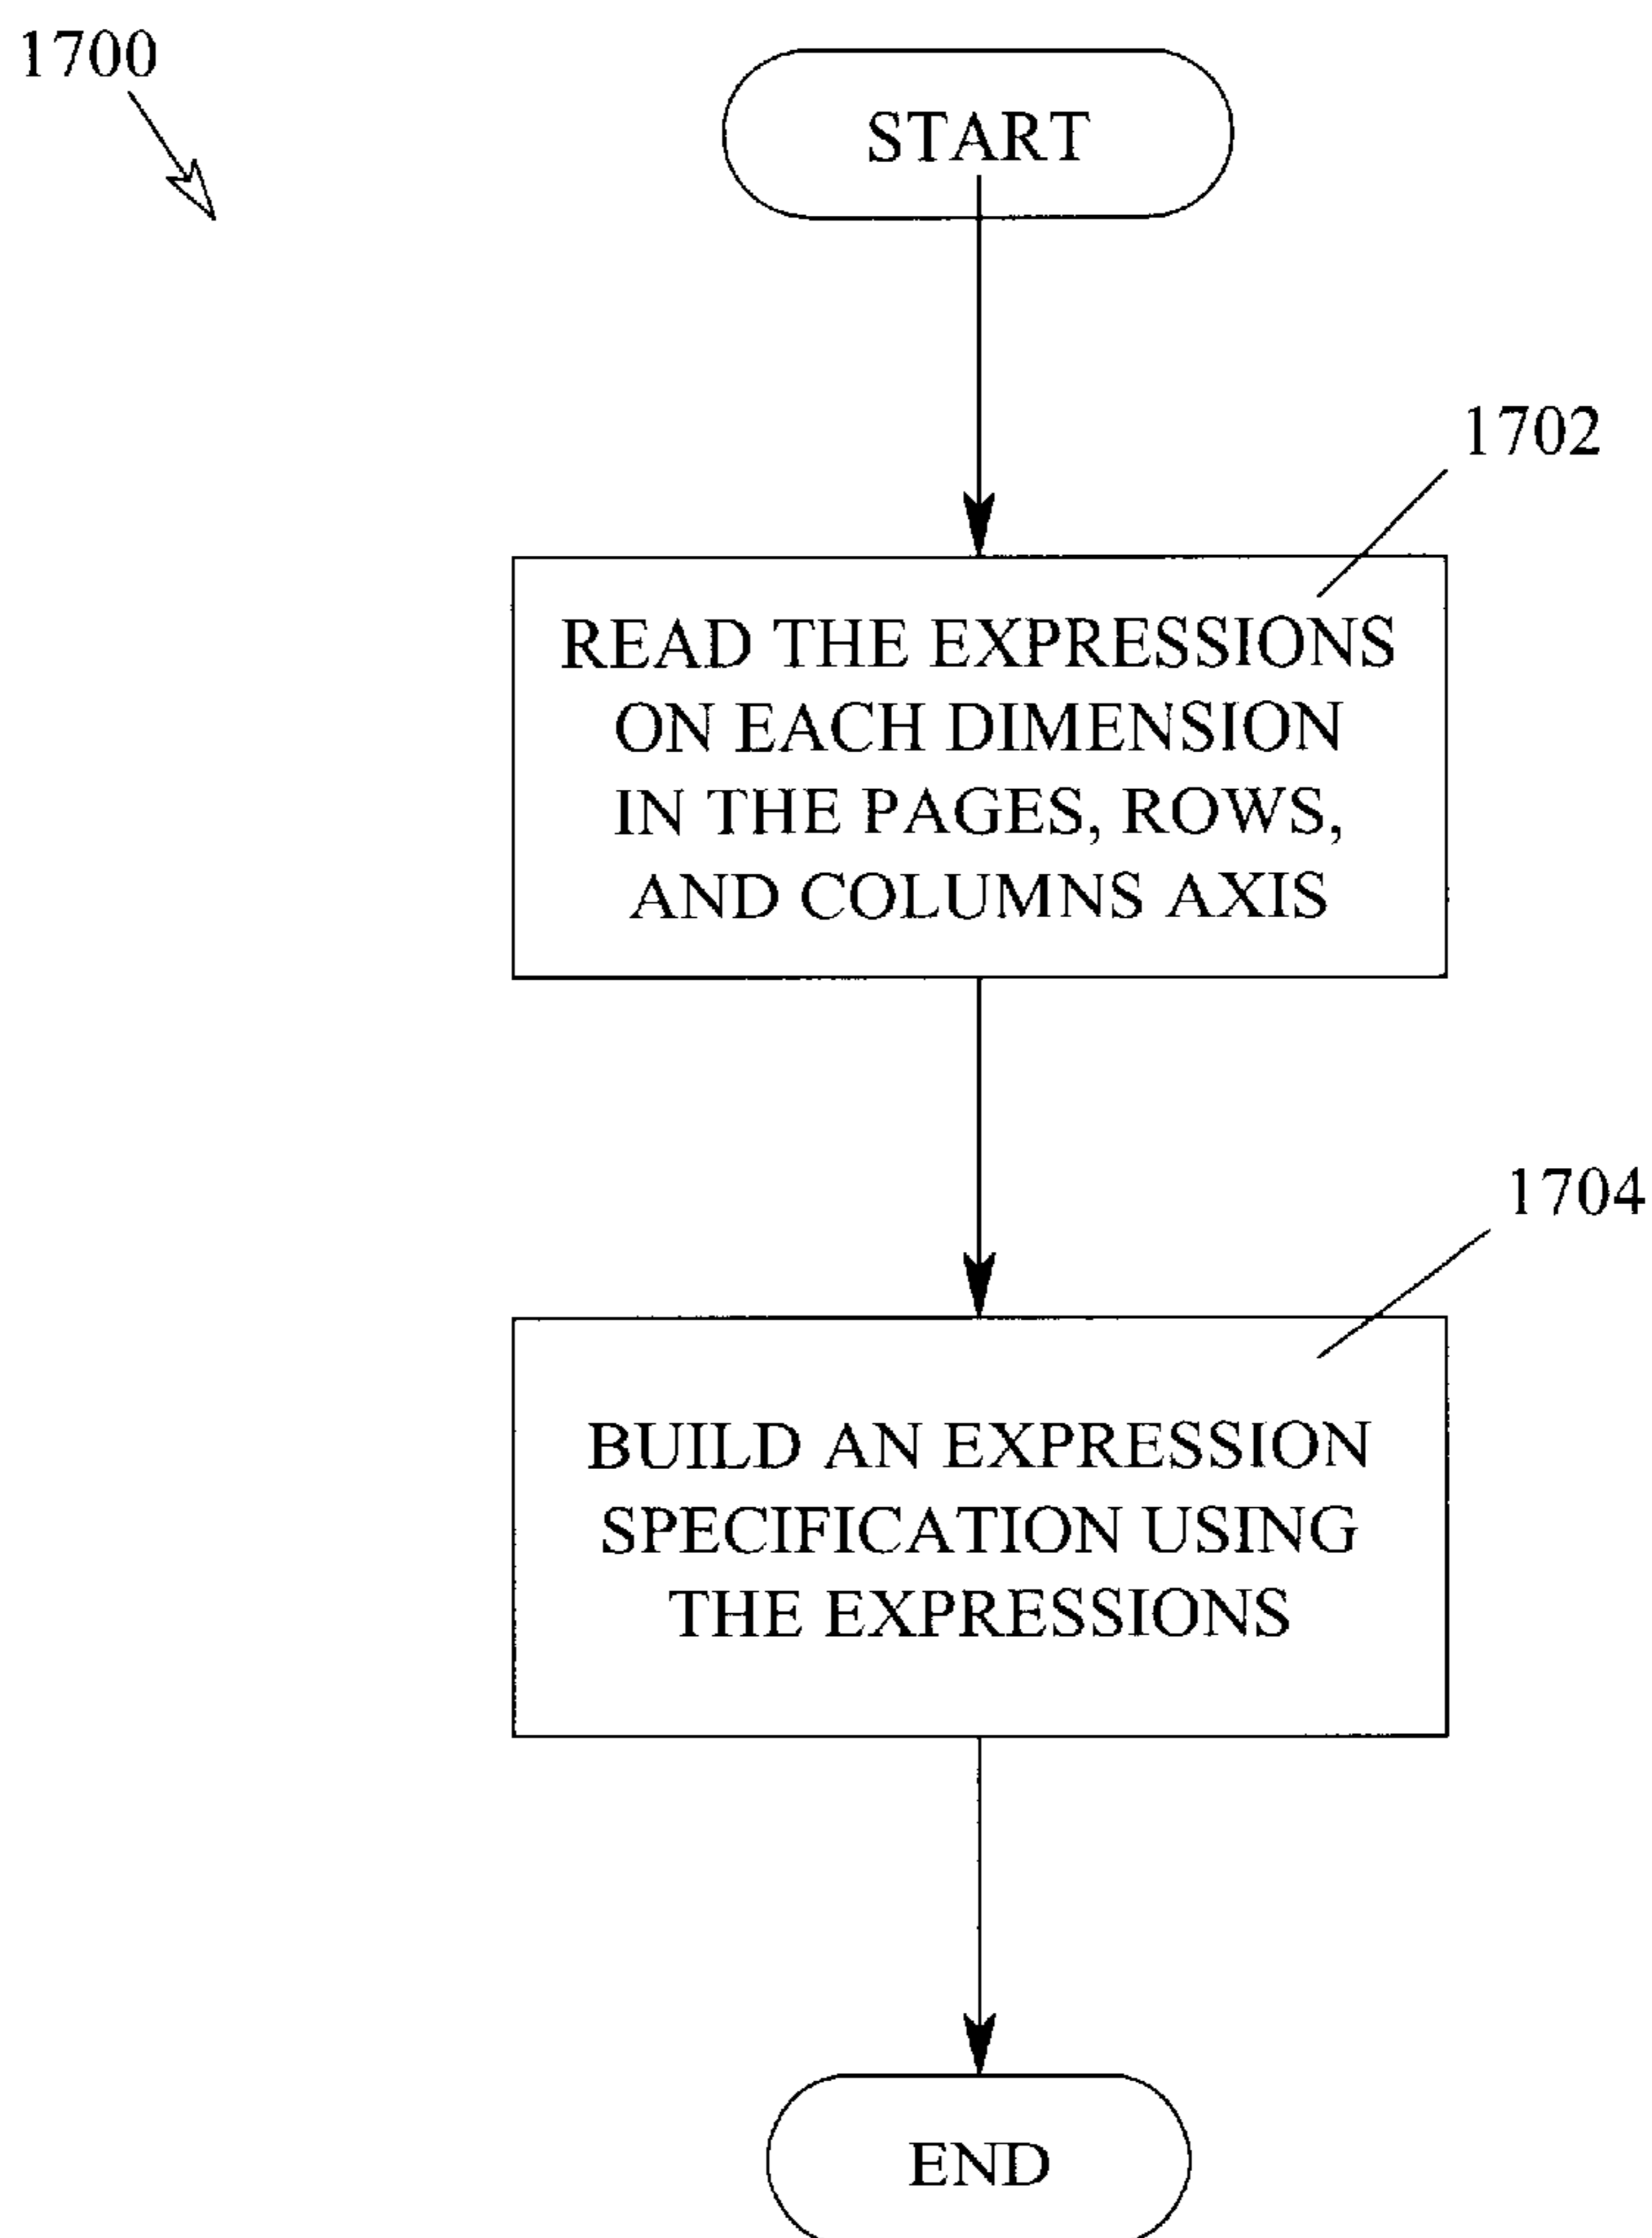 1700
START
1702
READ THE EXPRESSIONS
ON EACH DIMENSION
IN THE PAGES, ROWS,
AND COLUMNS AXIS
1704
BUILD AN EXPRESSION
SPECIFICATION USING
THE EXPRESSIONS
END